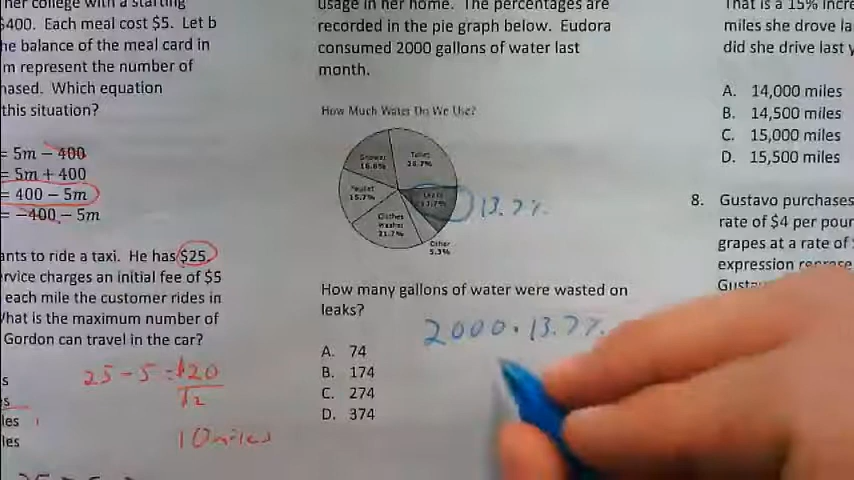 her college with a starting
$400. Each meal cost $5. Let b
he balance of the meal card in
m represent the number of
hased. Which equation
this situation?
= 5m − 400
= 5m + 400
= 400 − 5m
= −400 − 5m
ants to ride a taxi. He has $25.
rvice charges an initial fee of $5
each mile the customer rides in
What is the maximum number of
Gordon can travel in the car?
s
s
les
les
25 - 5 = $20
√2
10 miles
usage in her home. The percentages are
recorded in the pie graph below. Eudora
consumed 2000 gallons of water last
month.
How Much Water Do We Use?
Shower
16.8%
Toilet
26.7%
Leaks
13.7%
Faucet
15.7%
Clothes
Washer
21.7%
Other
5.3%
13.7%
How many gallons of water were wasted on
leaks?
2000 · 13.7%
A. 74
B. 174
C. 274
D. 374
That is a 15% incre
miles she drove la
did she drive last y
A. 14,000 miles
B. 14,500 miles
C. 15,000 miles
D. 15,500 miles
8. Gustavo purchases
rate of $4 per pour
grapes at a rate of
expression represe
Gust